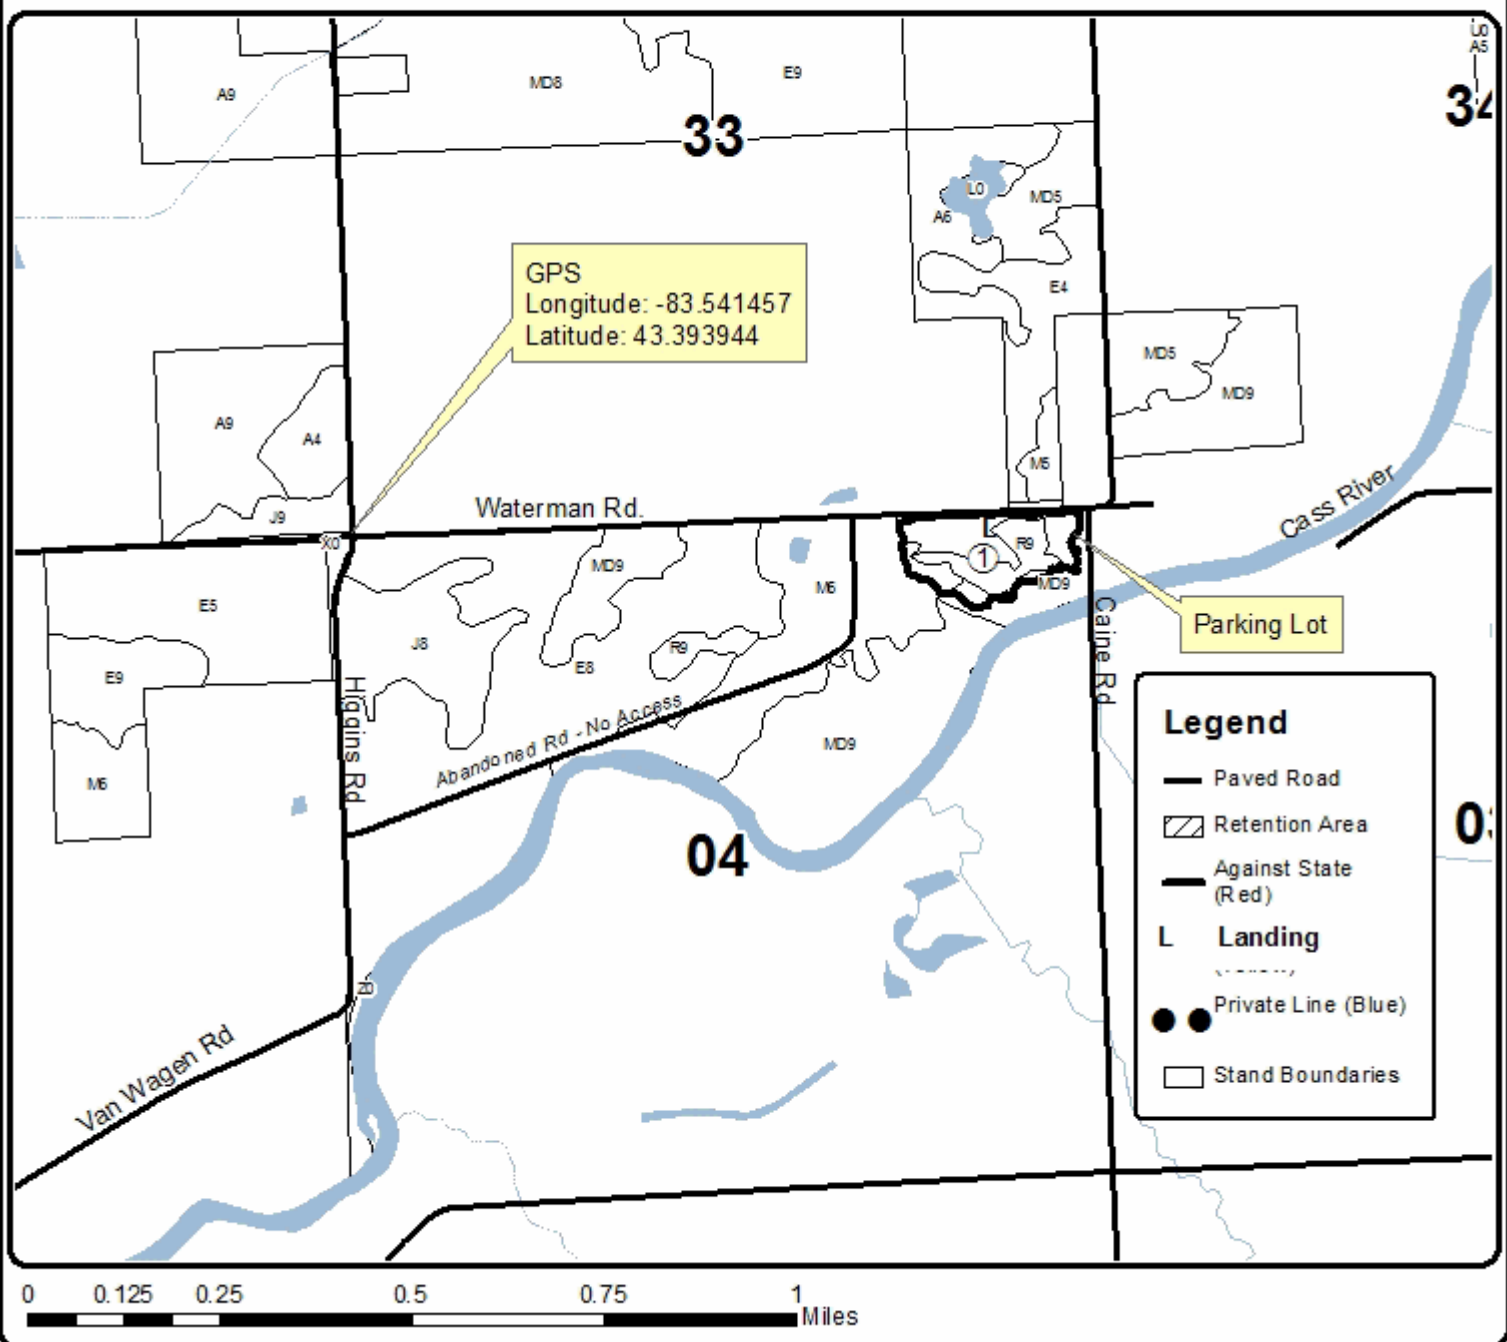 U0
A5
A9
MD8
E9
33
34
L0
MD5
A6
E4
GPS
Longitude: -83.541457
Latitude: 43.393944
MD5
MD9
A9
A4
M6
J9
Waterman Rd.
Cass River
X0
MD9
R9
1
MD9
M6
E5
J8
Parking Lot
R9
E8
E9
Higgins Rd
Caine Rd
Abandoned Rd - No Access
MD9
M6
04
Z0
Van Wagen Rd
L
Legend
Paved Road
Retention Area
Against State
(Red)
L Landing
Private Line (Blue)
Stand Boundaries
0 0.125 0.25 0.5 0.75 1
Miles